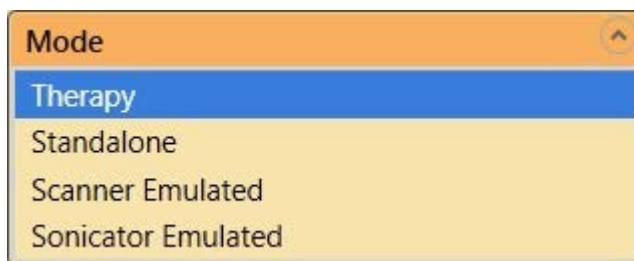 Mode
Therapy
Standalone
Scanner Emulated
Sonicator Emulated